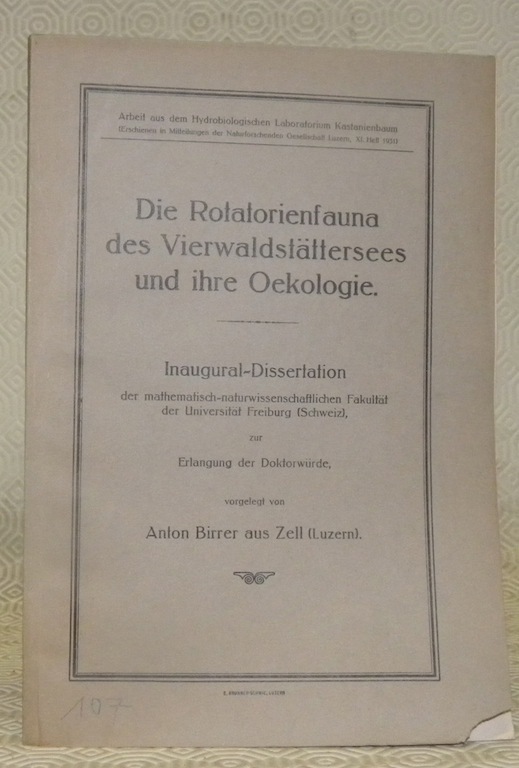 Arbeit aus dem Hydrobiologischen Laboratorium Kastanienbaum
(Erschienen in Mitteilungen der Naturforschenden Gesellschaft Luzern, XI. Heft 1931)
Die Rotatorienfauna
des Vierwaldstättersees
und ihre Oekologie.
Inaugural-Dissertation
der mathematisch-naturwissenschaftlichen Fakultät
der Universität Freiburg (Schweiz),
zur
Erlangung der Doktorwürde,
vorgelegt von
Anton Birrer aus Zell (Luzern).
LUZERN
107